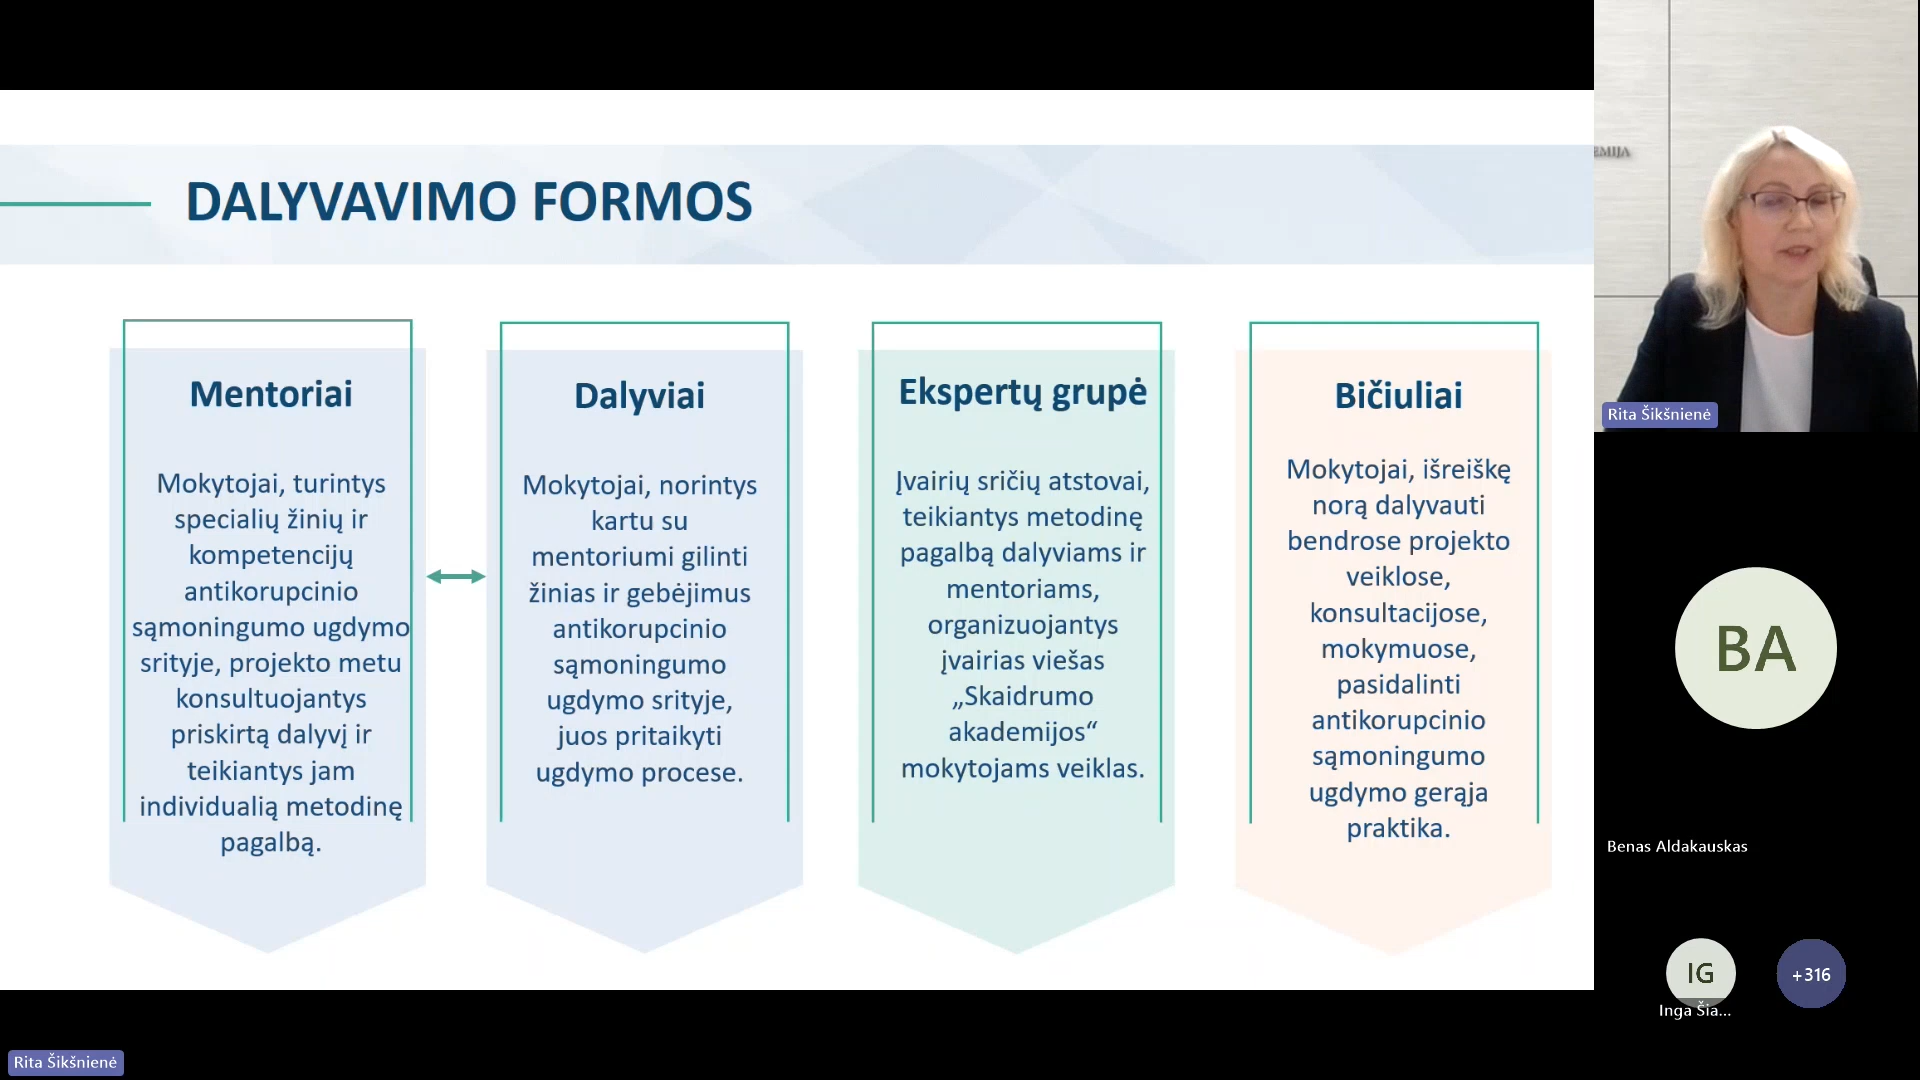 DALYVAVIMO FORMOS
Mentoriai
Mokytojai, turintys
specialių žinių ir
kompetencijų
antikorupcinio
sąmoningumo ugdymo
srityje, projekto metu
konsultuojantys
priskirtą dalyvį ir
teikiantys jam
individualią metodinę
pagalbą.
Dalyviai
Mokytojai, norintys
kartu su
mentoriumi gilinti
žinias ir gebėjimus
antikorupcinio
sąmoningumo
ugdymo srityje,
juos pritaikyti
ugdymo procese.
Ekspertų grupė
Įvairių sričių atstovai,
teikiantys metodinę
pagalbą dalyviams ir
mentoriams,
organizuojantys
įvairias viešas
„Skaidrumo
akademijos“
mokytojams veiklas.
Bičiuliai
Mokytojai, išreiškę
norą dalyvauti
bendrose projekto
veiklose,
konsultacijose,
mokymuose,
pasidalinti
antikorupcinio
sąmoningumo
ugdymo gerąja
praktika.
EMIJA
Rita Šikšnienė
BA
Benas Aldakauskas
IG
+316
Inga Šia...
Rita Šikšnienė